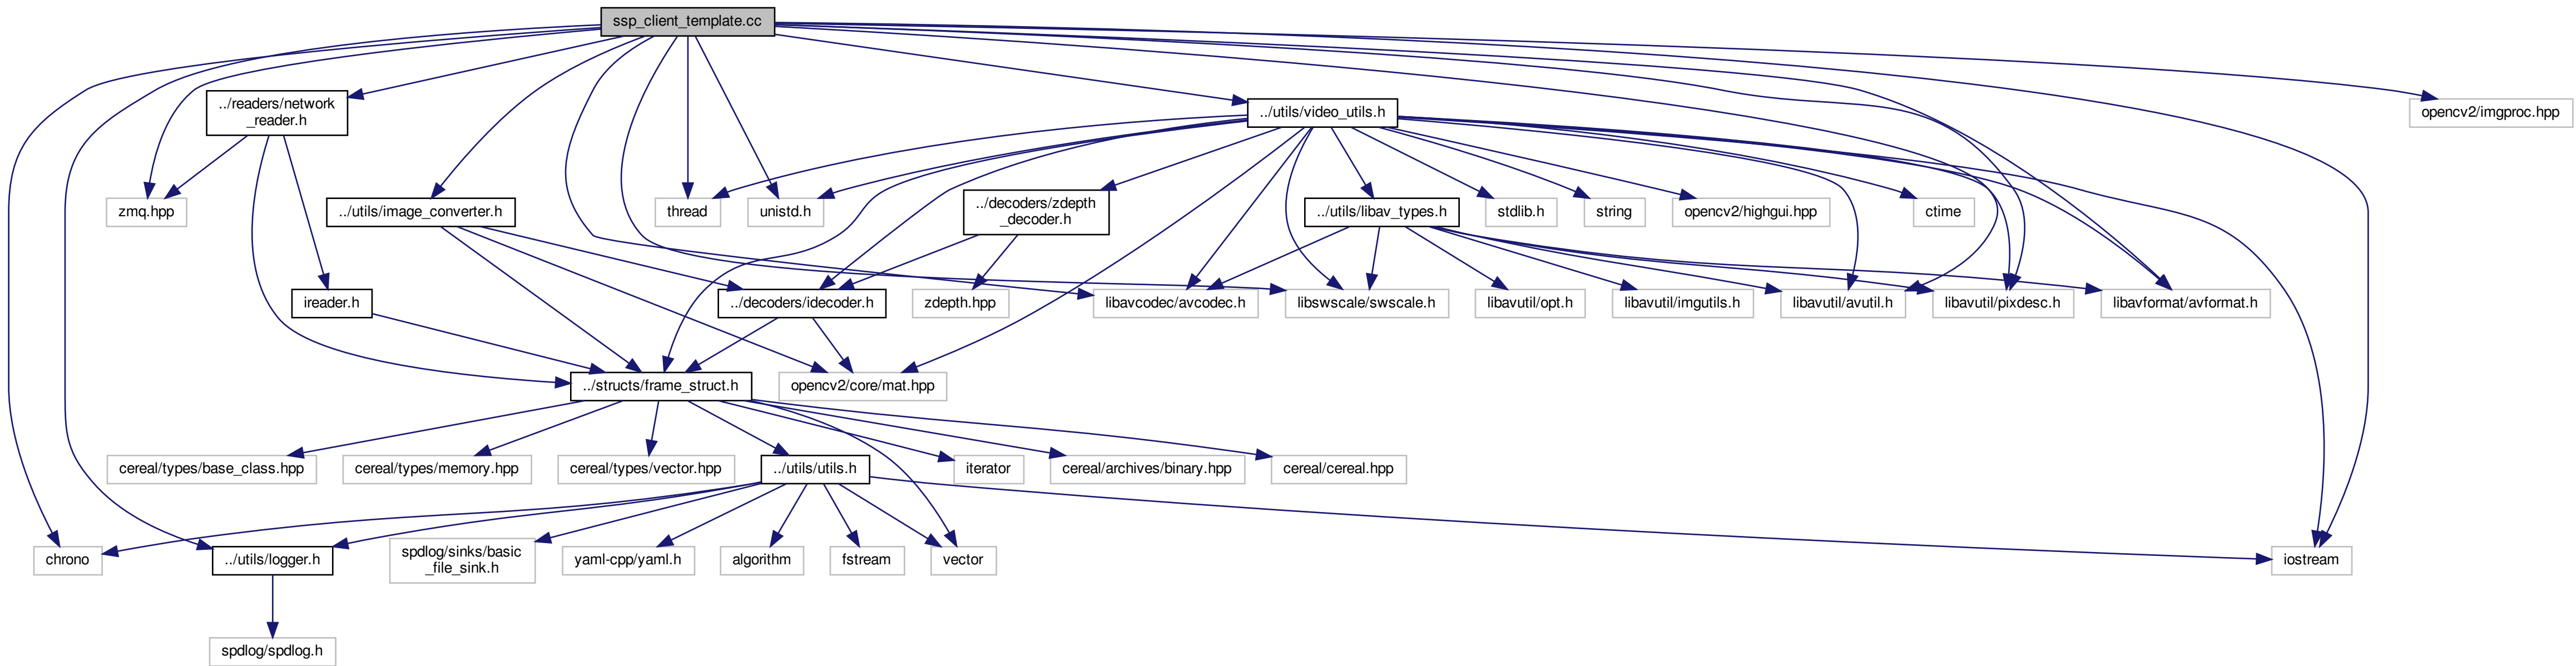 ssp_client_template.cc
../readers/network
_reader.h
../utils/video_utils.h
opencv2/imgproc.hpp
zmq.hpp
../utils/image_converter.h
thread
unistd.h
../decoders/zdepth
_decoder.h
../utils/libav_types.h
stdlib.h
string
opencv2/highgui.hpp
ctime
ireader.h
../decoders/idecoder.h
zdepth.hpp
libavcodec/avcodec.h
libswscale/swscale.h
libavutil/opt.h
libavutil/imgutils.h
libavutil/avutil.h
libavutil/pixdesc.h
libavformat/avformat.h
../structs/frame_struct.h
opencv2/core/mat.hpp
cereal/types/base_class.hpp
cereal/types/memory.hpp
cereal/types/vector.hpp
../utils/utils.h
iterator
cereal/archives/binary.hpp
cereal/cereal.hpp
chrono
../utils/logger.h
spdlog/sinks/basic
_file_sink.h
yaml-cpp/yaml.h
algorithm
fstream
vector
iostream
spdlog/spdlog.h